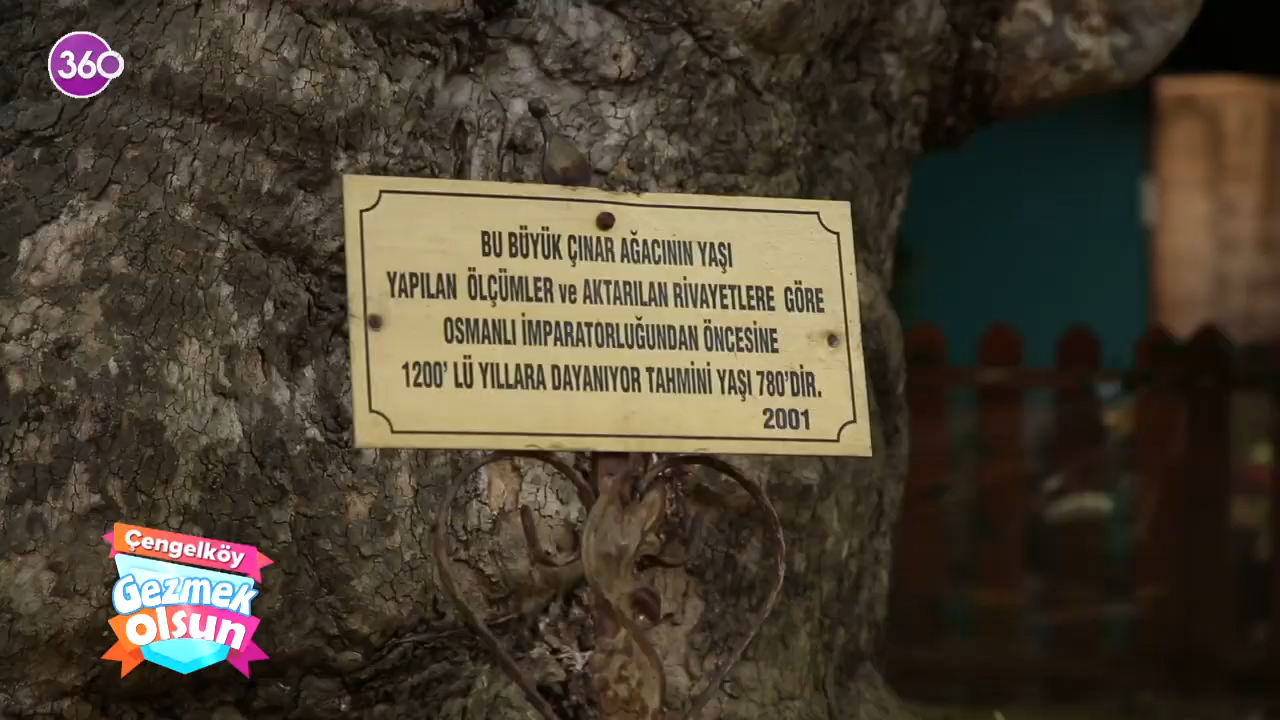 360
BU BÜYÜK ÇINAR AĞACININ YAŞI
YAPILAN ÖLÇÜMLER ve AKTARILAN RİVAYETLERE GÖRE
OSMANLI İMPARATORLUĞUNDAN ÖNCESİNE
1200' LÜ YILLARA DAYANIYOR TAHMİNİ YAŞI 780'DİR.
2001
Çengelköy
Gezmek
olsun